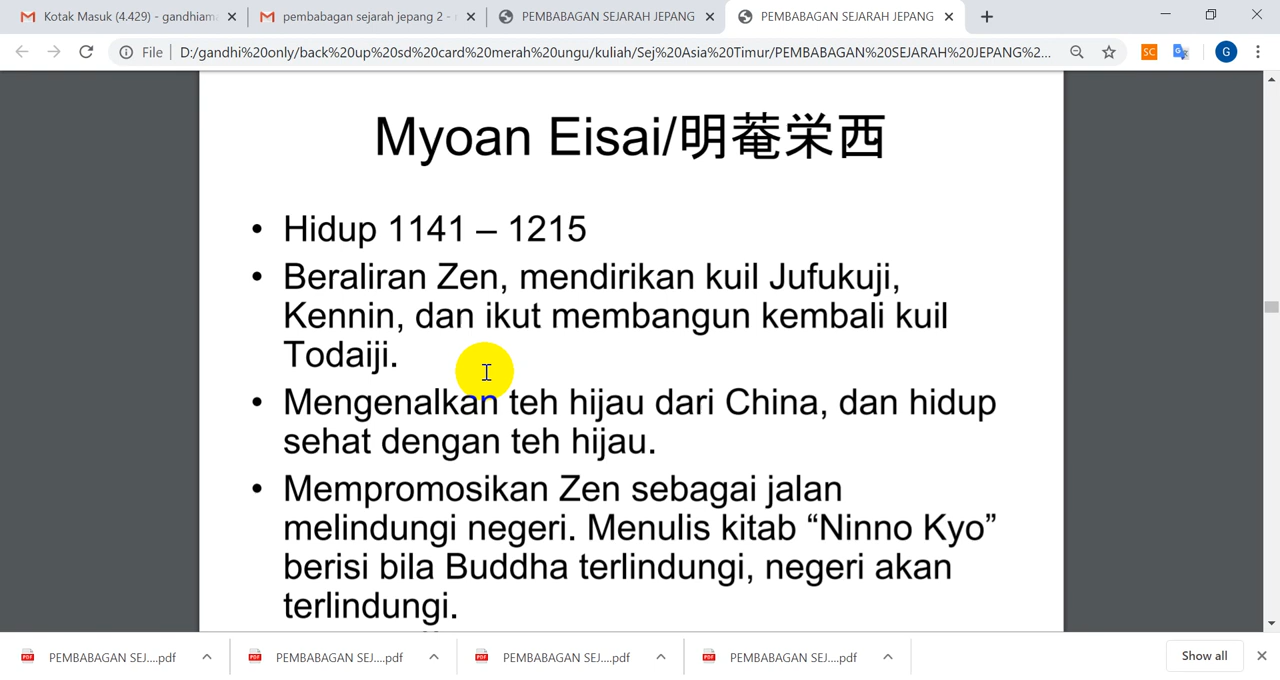 Kotak Masuk (4.429) - gandhiam
pembabagan sejarah jepang 2 -
PEMBABAGAN SEJARAH JEPANG
PEMBABAGAN SEJARAH JEPANG
File
D:/gandhi%20only/back%20up%20sd%20card%20merah%20ungu/kuliah/Sej%20Asia%20Timur/PEMBABAGAN%20SEJARAH%20JEPANG%2...
SC
G
Myoan Eisai/明菴栄西
• Hidup 1141 – 1215
• Beraliran Zen, mendirikan kuil Jufukuji,
Kennin, dan ikut membangun kembali kuil
Todaiji.
• Mengenalkan teh hijau dari China, dan hidup
sehat dengan teh hijau.
• Mempromosikan Zen sebagai jalan
melindungi negeri. Menulis kitab “Ninno Kyo”
berisi bila Buddha terlindungi, negeri akan
terlindungi.
PEMBABAGAN SEJ....pdf
PEMBABAGAN SEJ....pdf
PEMBABAGAN SEJ....pdf
PEMBABAGAN SEJ....pdf
Show all